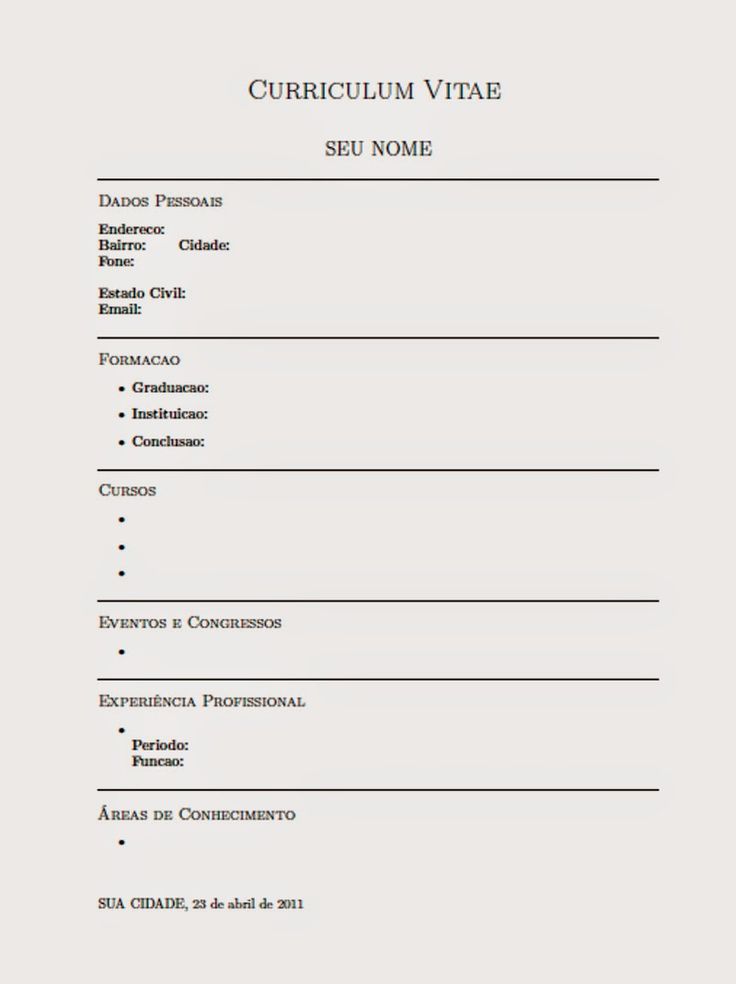 Curriculum Vitae
SEU NOME
Dados Pessoais
Endereco:
Bairro: Cidade:
Fone:
Estado Civil:
Email:
Formacao
• Graduacao:
• Instituicao:
• Conclusao:
Cursos
•
•
•
Eventos e Congressos
•
Experiência Profissional
•
Periodo:
Funcao:
Áreas de Conhecimento
•
SUA CIDADE, 23 de abril de 2011